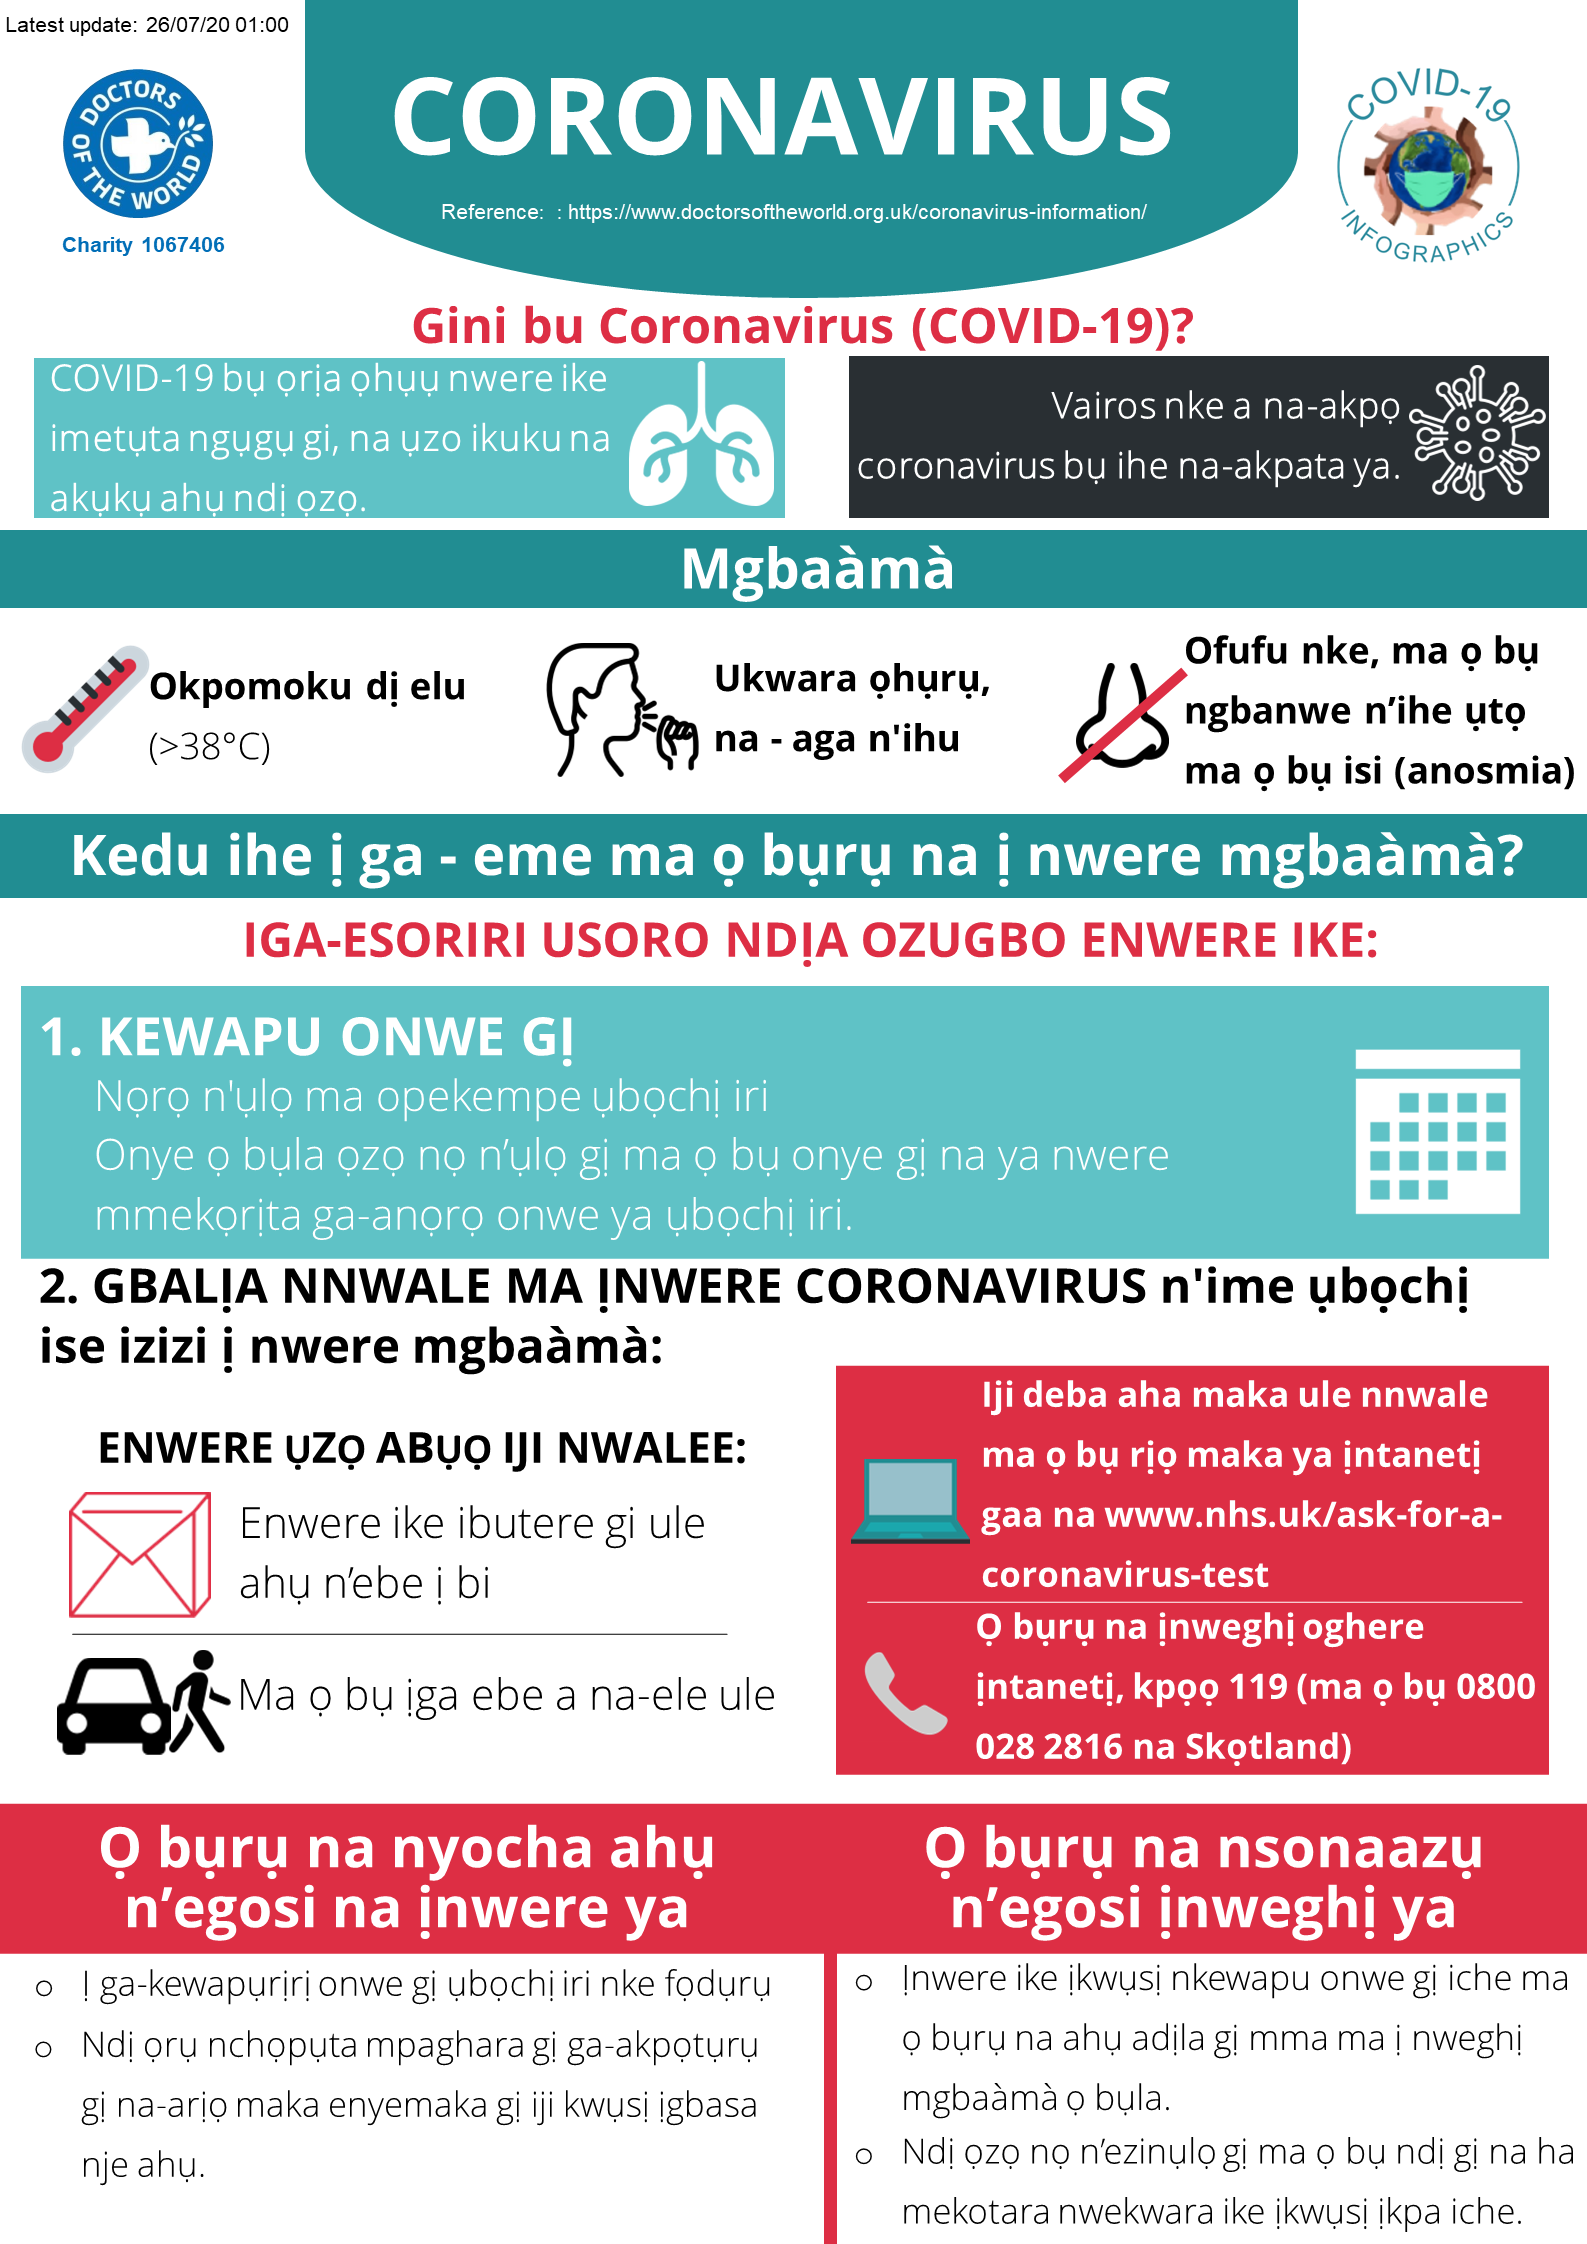 Latest update: 26/07/20 01:00
DOCTORS OF THE WORLD
Charity 1067406
CORONAVIRUS
Reference: : https://www.doctorsoftheworld.org.uk/coronavirus-information/
COVID-19
INFOGRAPHICS
Gini bu Coronavirus (COVID-19)?
COVID-19 bụ ọrịa ọhụụ nwere ike
imetụta ngụgụ gi, na ụzo ikuku na
akụkụ ahụ ndị ọzọ.
Vairos nke a na-akpọ
coronavirus bụ ihe na-akpata ya.
Mgbaàmà
Okpomoku dị elu
(>38°C)
Ukwara ọhụrụ,
na - aga n'ihu
Ofufu nke, ma ọ bụ
ngbanwe n’ihe ụtọ
ma ọ bụ isi (anosmia)
Kedu ihe ị ga - eme ma ọ bụrụ na ị nwere mgbaàmà?
IGA-ESORIRI USORO NDỊA OZUGBO ENWERE IKE:
1. KEWAPU ONWE GỊ
Nọrọ n'ụlọ ma opekempe ụbọchị iri
Onye ọ bụla ọzọ nọ n’ụlọ gị ma ọ bụ onye gị na ya nwere
mmekọrịta ga-anọrọ onwe ya ụbọchị iri.
2. GBALỊA NNWALE MA ỊNWERE CORONAVIRUS n'ime ụbọchị
ise izizi ị nwere mgbaàmà:
ENWERE ỤZỌ ABỤỌ IJI NWALEE:
Enwere ike ibutere gi ule
ahụ n’ebe ị bi
Ma ọ bụ ịga ebe a na-ele ule
Iji deba aha maka ule nnwale
ma ọ bụ rịọ maka ya ịntanetị
gaa na www.nhs.uk/ask-for-a-
coronavirus-test
Ọ bụrụ na ịnweghị oghere
ịntanetị, kpọọ 119 (ma ọ bụ 0800
028 2816 na Skọtland)
Ọ bụrụ na nyocha ahụ
n’egosi na ịnwere ya
o Ị ga-kewapụrịrị onwe gị ụbọchị iri nke fọdụrụ
o Ndị ọrụ nchọpụta mpaghara gị ga-akpọtụrụ
gị na-arịọ maka enyemaka gị iji kwụsị ịgbasa
nje ahụ.
Ọ bụrụ na nsonaazụ
n’egosi ịnweghị ya
o Ịnwere ike ịkwụsị nkewapu onwe gị iche ma
ọ bụrụ na ahụ adịla gị mma ma ị nweghị
mgbaàmà ọ bụla.
o Ndị ọzọ nọ n’ezinụlọ gị ma ọ bụ ndị gị na ha
mekotara nwekwara ike ịkwụsị ịkpa iche.